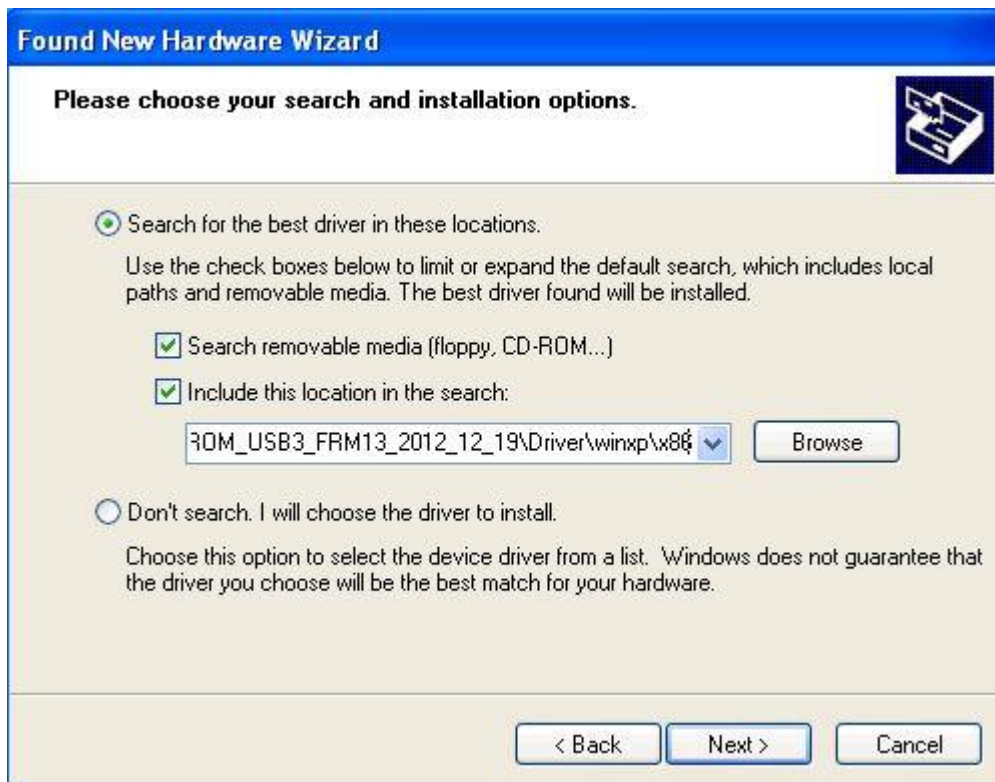 Found New Hardware Wizard
Please choose your search and installation options.
Search for the best driver in these locations.
Use the check boxes below to limit or expand the default search, which includes local
paths and removable media. The best driver found will be installed.
Search removable media (floppy, CD-ROM...)
Include this location in the search:
ROM_USB3_FRM13_2012_12_19\Driver\winxp\x86
Browse
Don't search. I will choose the driver to install.
Choose this option to select the device driver from a list. Windows does not guarantee that
the driver you choose will be the best match for your hardware.
< Back
Next >
Cancel